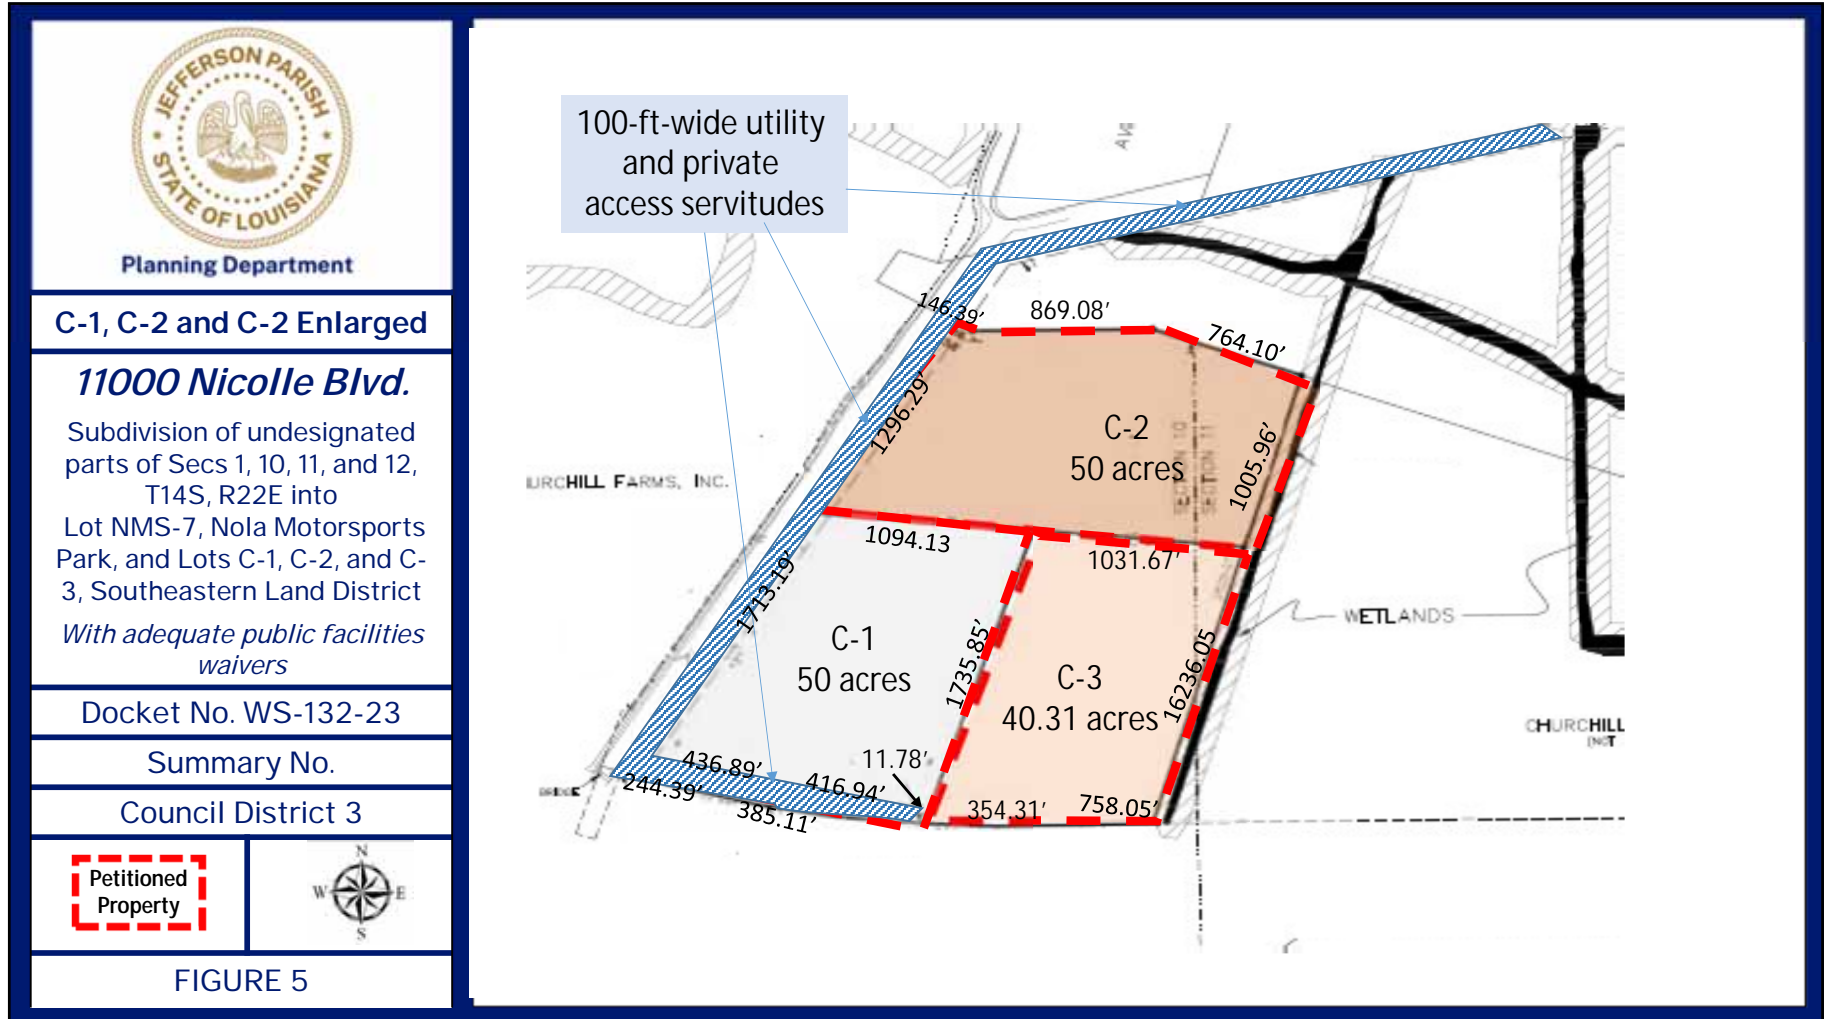 JEFFERSON PARISH
STATE OF LOUISIANA
Planning Department
C-1, C-2 and C-2 Enlarged
11000 Nicolle Blvd.
Subdivision of undesignated
parts of Secs 1, 10, 11, and 12,
T14S, R22E into
Lot NMS-7, Nola Motorsports
Park, and Lots C-1, C-2, and C-
3, Southeastern Land District
With adequate public facilities
waivers
Docket No. WS-132-23
Summary No.
Council District 3
Petitioned
Property
N
W E
S
FIGURE 5
100-ft-wide utility
and private
access servitudes
146.39'
869.08'
764.10'
1296.29'
C-2
50 acres
SECTION 10
SECTION 11
1005.96'
URCHILL FARMS, INC.
1094.13
1031.67'
1713.19'
C-1
50 acres
1735.85'
C-3
40.31 acres
16236.05
WETLANDS
CHURCHILL
(NOT
436.89'
416.94'
11.78'
244.39'
385.11'
354.31'
758.05'
BRIDGE